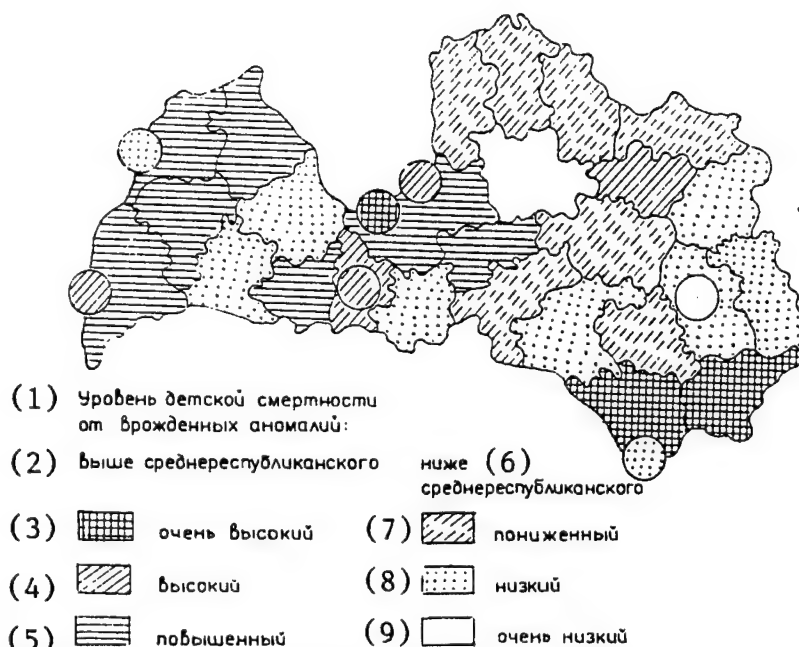 (1) Уровень детской смертности
от врожденных аномалий:
(2) выше среднереспубликанского
ниже (6)
среднереспубликанского
(3) очень высокий
(7) пониженный
(4) высокий
(8) низкий
(5) повышенный
(9) очень низкий